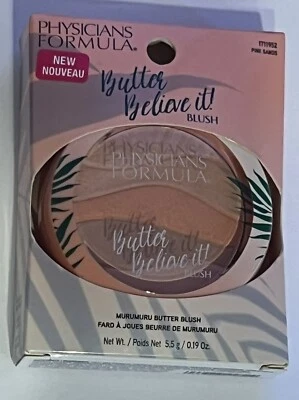 PHYSICIANS
FORMULA®
1711952
PINK SANDS
NEW
NOUVEAU
Butter
Believe it!
BLUSH
PHYSICIANS
FORMULA
Butter
Believe it!
BLUSH
MURUMURU BUTTER BLUSH
FARD À JOUES BEURRE DE MURUMURU
Net Wt. / Poids Net 5,5 g / 0.19 Oz.